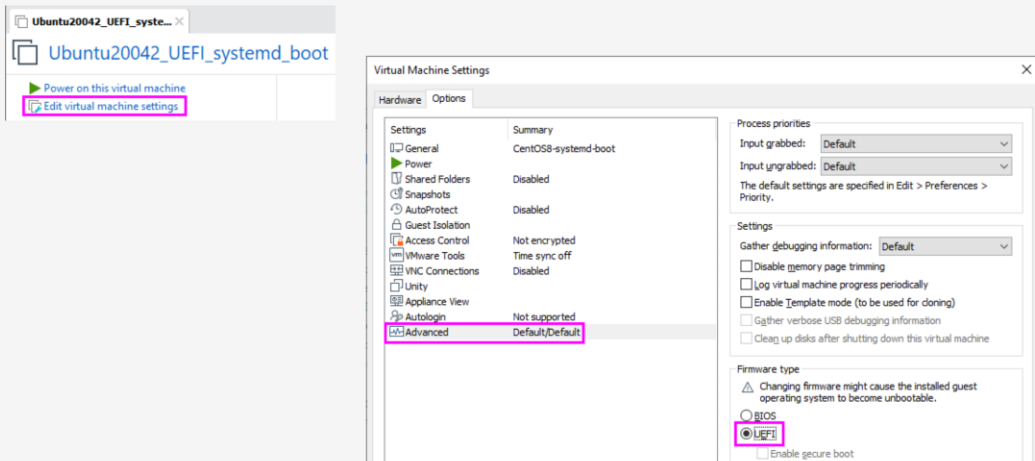 Ubuntu20042_UEFI_syste...
Ubuntu20042_UEFI_systemd_boot
Power on this virtual machine
Edit virtual machine settings
Virtual Machine Settings
Hardware Options
Settings Summary
General CentOS8-systemd-boot
Power
Shared Folders Disabled
Snapshots
AutoProtect Disabled
Guest Isolation
Access Control Not encrypted
vm VMware Tools Time sync off
VNC Connections Disabled
Unity
Appliance View
Autologin Not supported
Advanced Default/Default
Process priorities
Input grabbed: Default
Input ungrabbed: Default
The default settings are specified in Edit > Preferences >
Priority.
Settings
Gather debugging information: Default
Disable memory page trimming
Log virtual machine progress periodically
Enable Template mode (to be used for cloning)
Gather verbose USB debugging information
Clean up disks after shutting down this virtual machine
Firmware type
Changing firmware might cause the installed guest
operating system to become unbootable.
BIOS
UEFI
Enable secure boot